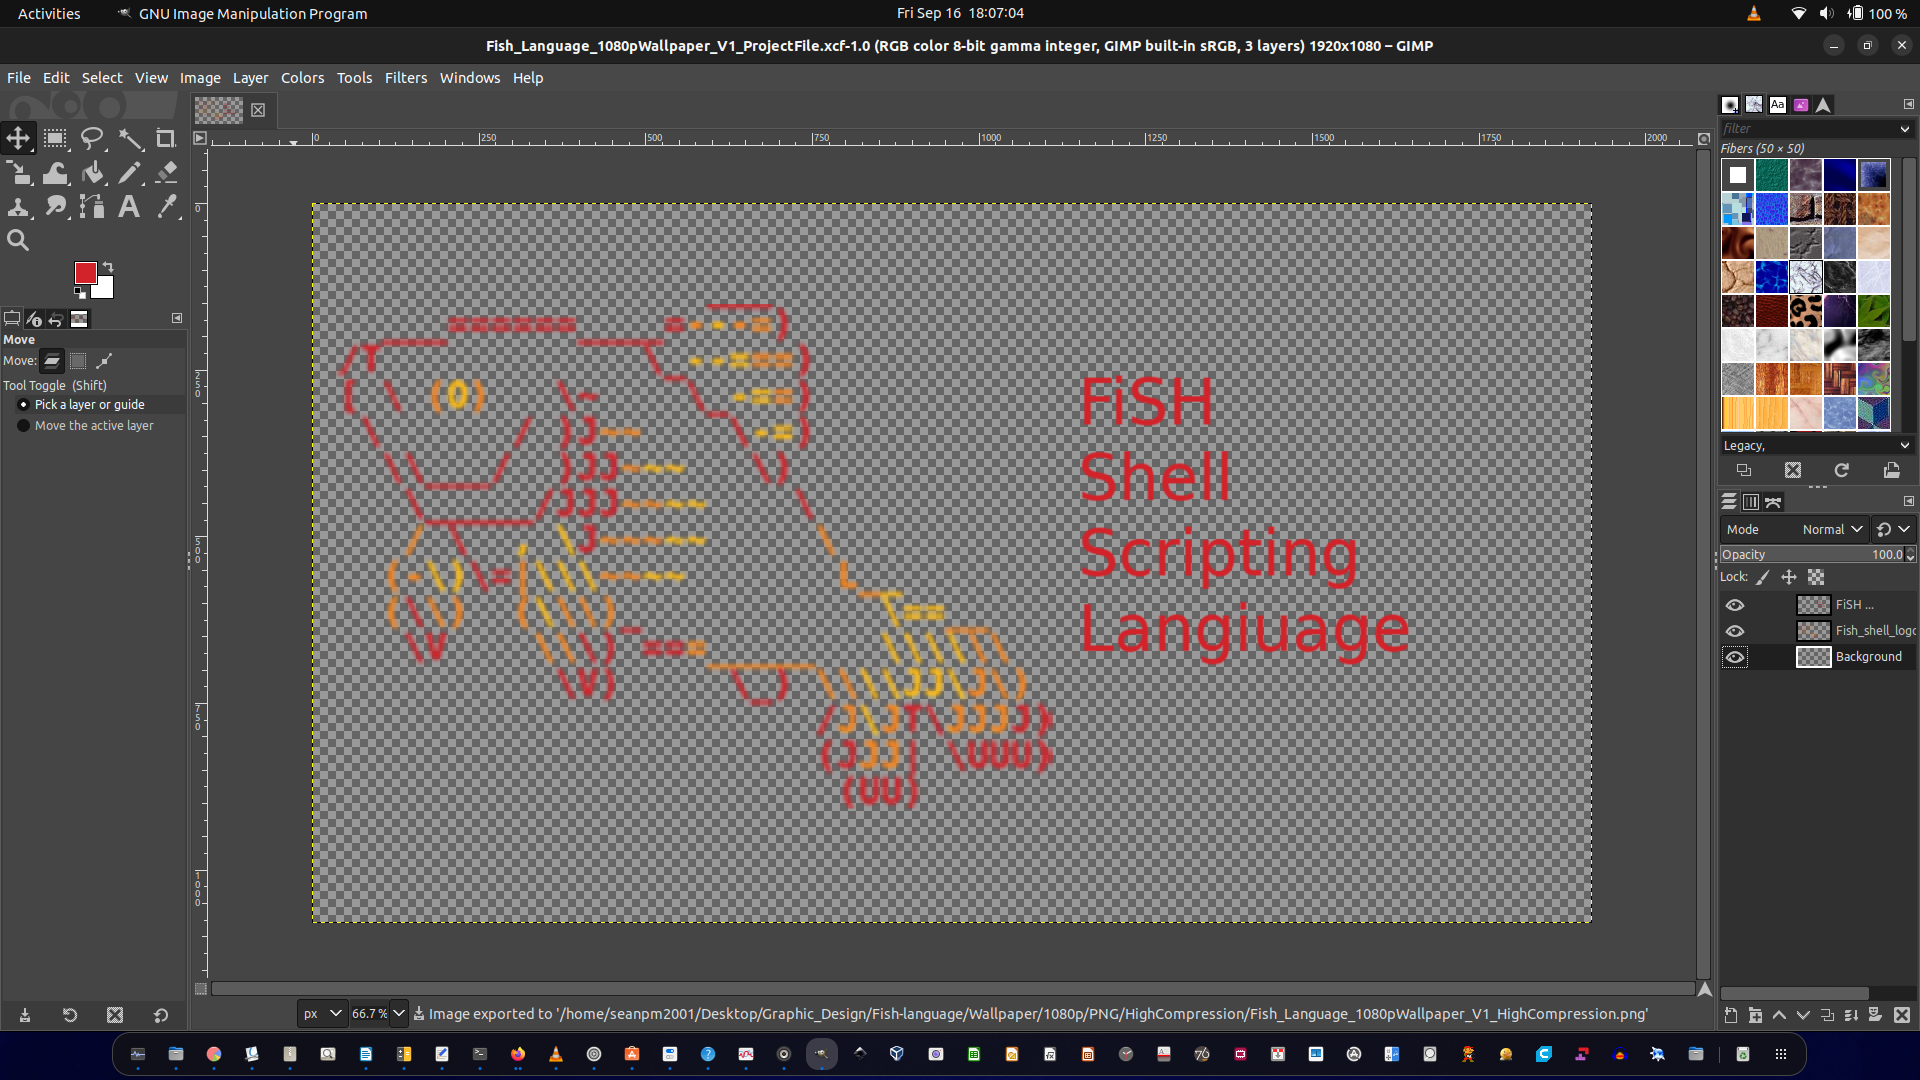 Activities
GNU Image Manipulation Program
Fri Sep 16 18:07:04
100 %
Fish_Language_1080pWallpaper_V1_ProjectFile.xcf-1.0 (RGB color 8-bit gamma integer, GIMP built-in sRGB, 3 layers) 1920x1080 – GIMP
File Edit Select View Image Layer Colors Tools Filters Windows Help
0 250 500 750 1000 1250 1500 1750 2000
filter
Fibers (50 × 50)
Move
Move:
Tool Toggle (Shift)
Pick a layer or guide
Move the active layer
FiSH
Shell
Scripting
Langiuage
Legacy,
Mode Normal
Opacity 100.0
Lock:
FiSH ...
Fish_shell_logo
Background
px 66.7 % Image exported to '/home/seanpm2001/Desktop/Graphic_Design/Fish-language/Wallpaper/1080p/PNG/HighCompression/Fish_Language_1080pWallpaper_V1_HighCompression.png'